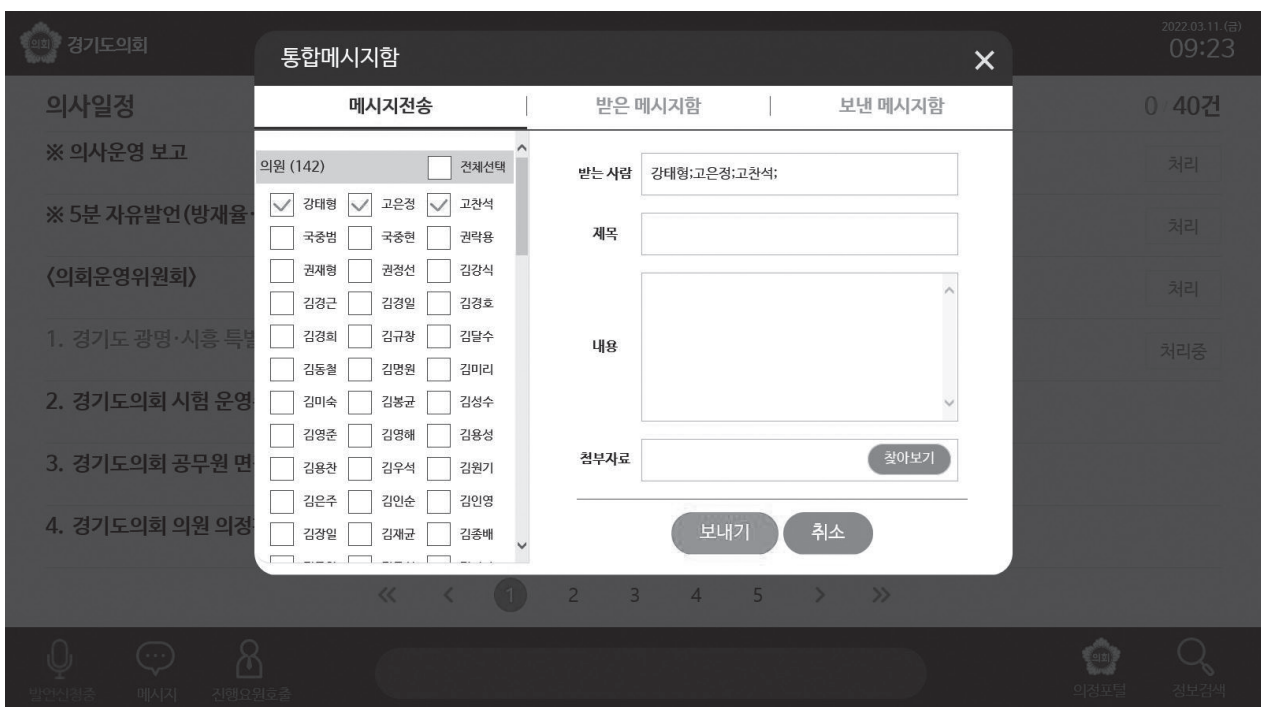 경기도의회
2022.03.11.(금)
09:23
통합메시지함
메시지전송 | 받은 메시지함 | 보낸 메시지함
의사일정
0 40건
※ 의사운영 보고
처리
※ 5분 자유발언(방재율·
처리
〈의회운영위원회〉
처리
1. 경기도 광명·시흥 특별
처리중
2. 경기도의회 시험 운영
3. 경기도의회 공무원 면
4. 경기도의회 의원 의정
의원 (142) 전체선택
강태형 고은정 고찬석
국중범 국중현 권락용
권재형 권정선 김강식
김경근 김경일 김경호
김경희 김규창 김달수
김동철 김명원 김미리
김미숙 김봉균 김성수
김영준 김영해 김용성
김용찬 김우석 김원기
김은주 김인순 김인영
김장일 김재균 김종배
받는 사람 강태형;고은정;고찬석;
제목
내용
첨부자료 찾아보기
보내기 취소
1 2 3 4 5
발언신청중 메시지 진행요원호출
의회
의정포털 정보검색